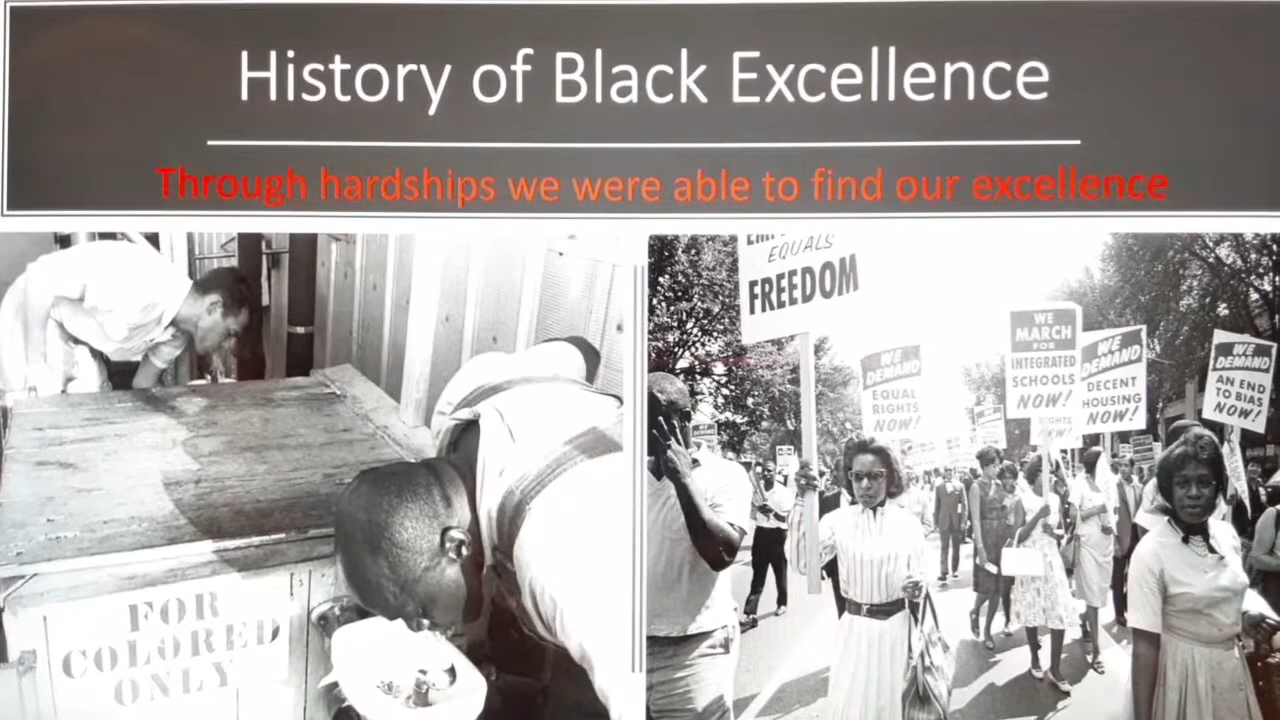 History of Black Excellence
Through hardships we were able to find our excellence
FOR
COLORED
ONLY
EQUALS
FREEDOM
WE
DEMAND
EQUAL
RIGHTS
NOW!
WE
MARCH
FOR
INTEGRATED
SCHOOLS
NOW!
RIGHTS
NOW!
WE
DEMAND
DECENT
HOUSING
NOW!
WE
DEMAND
AN END
TO BIAS
NOW!